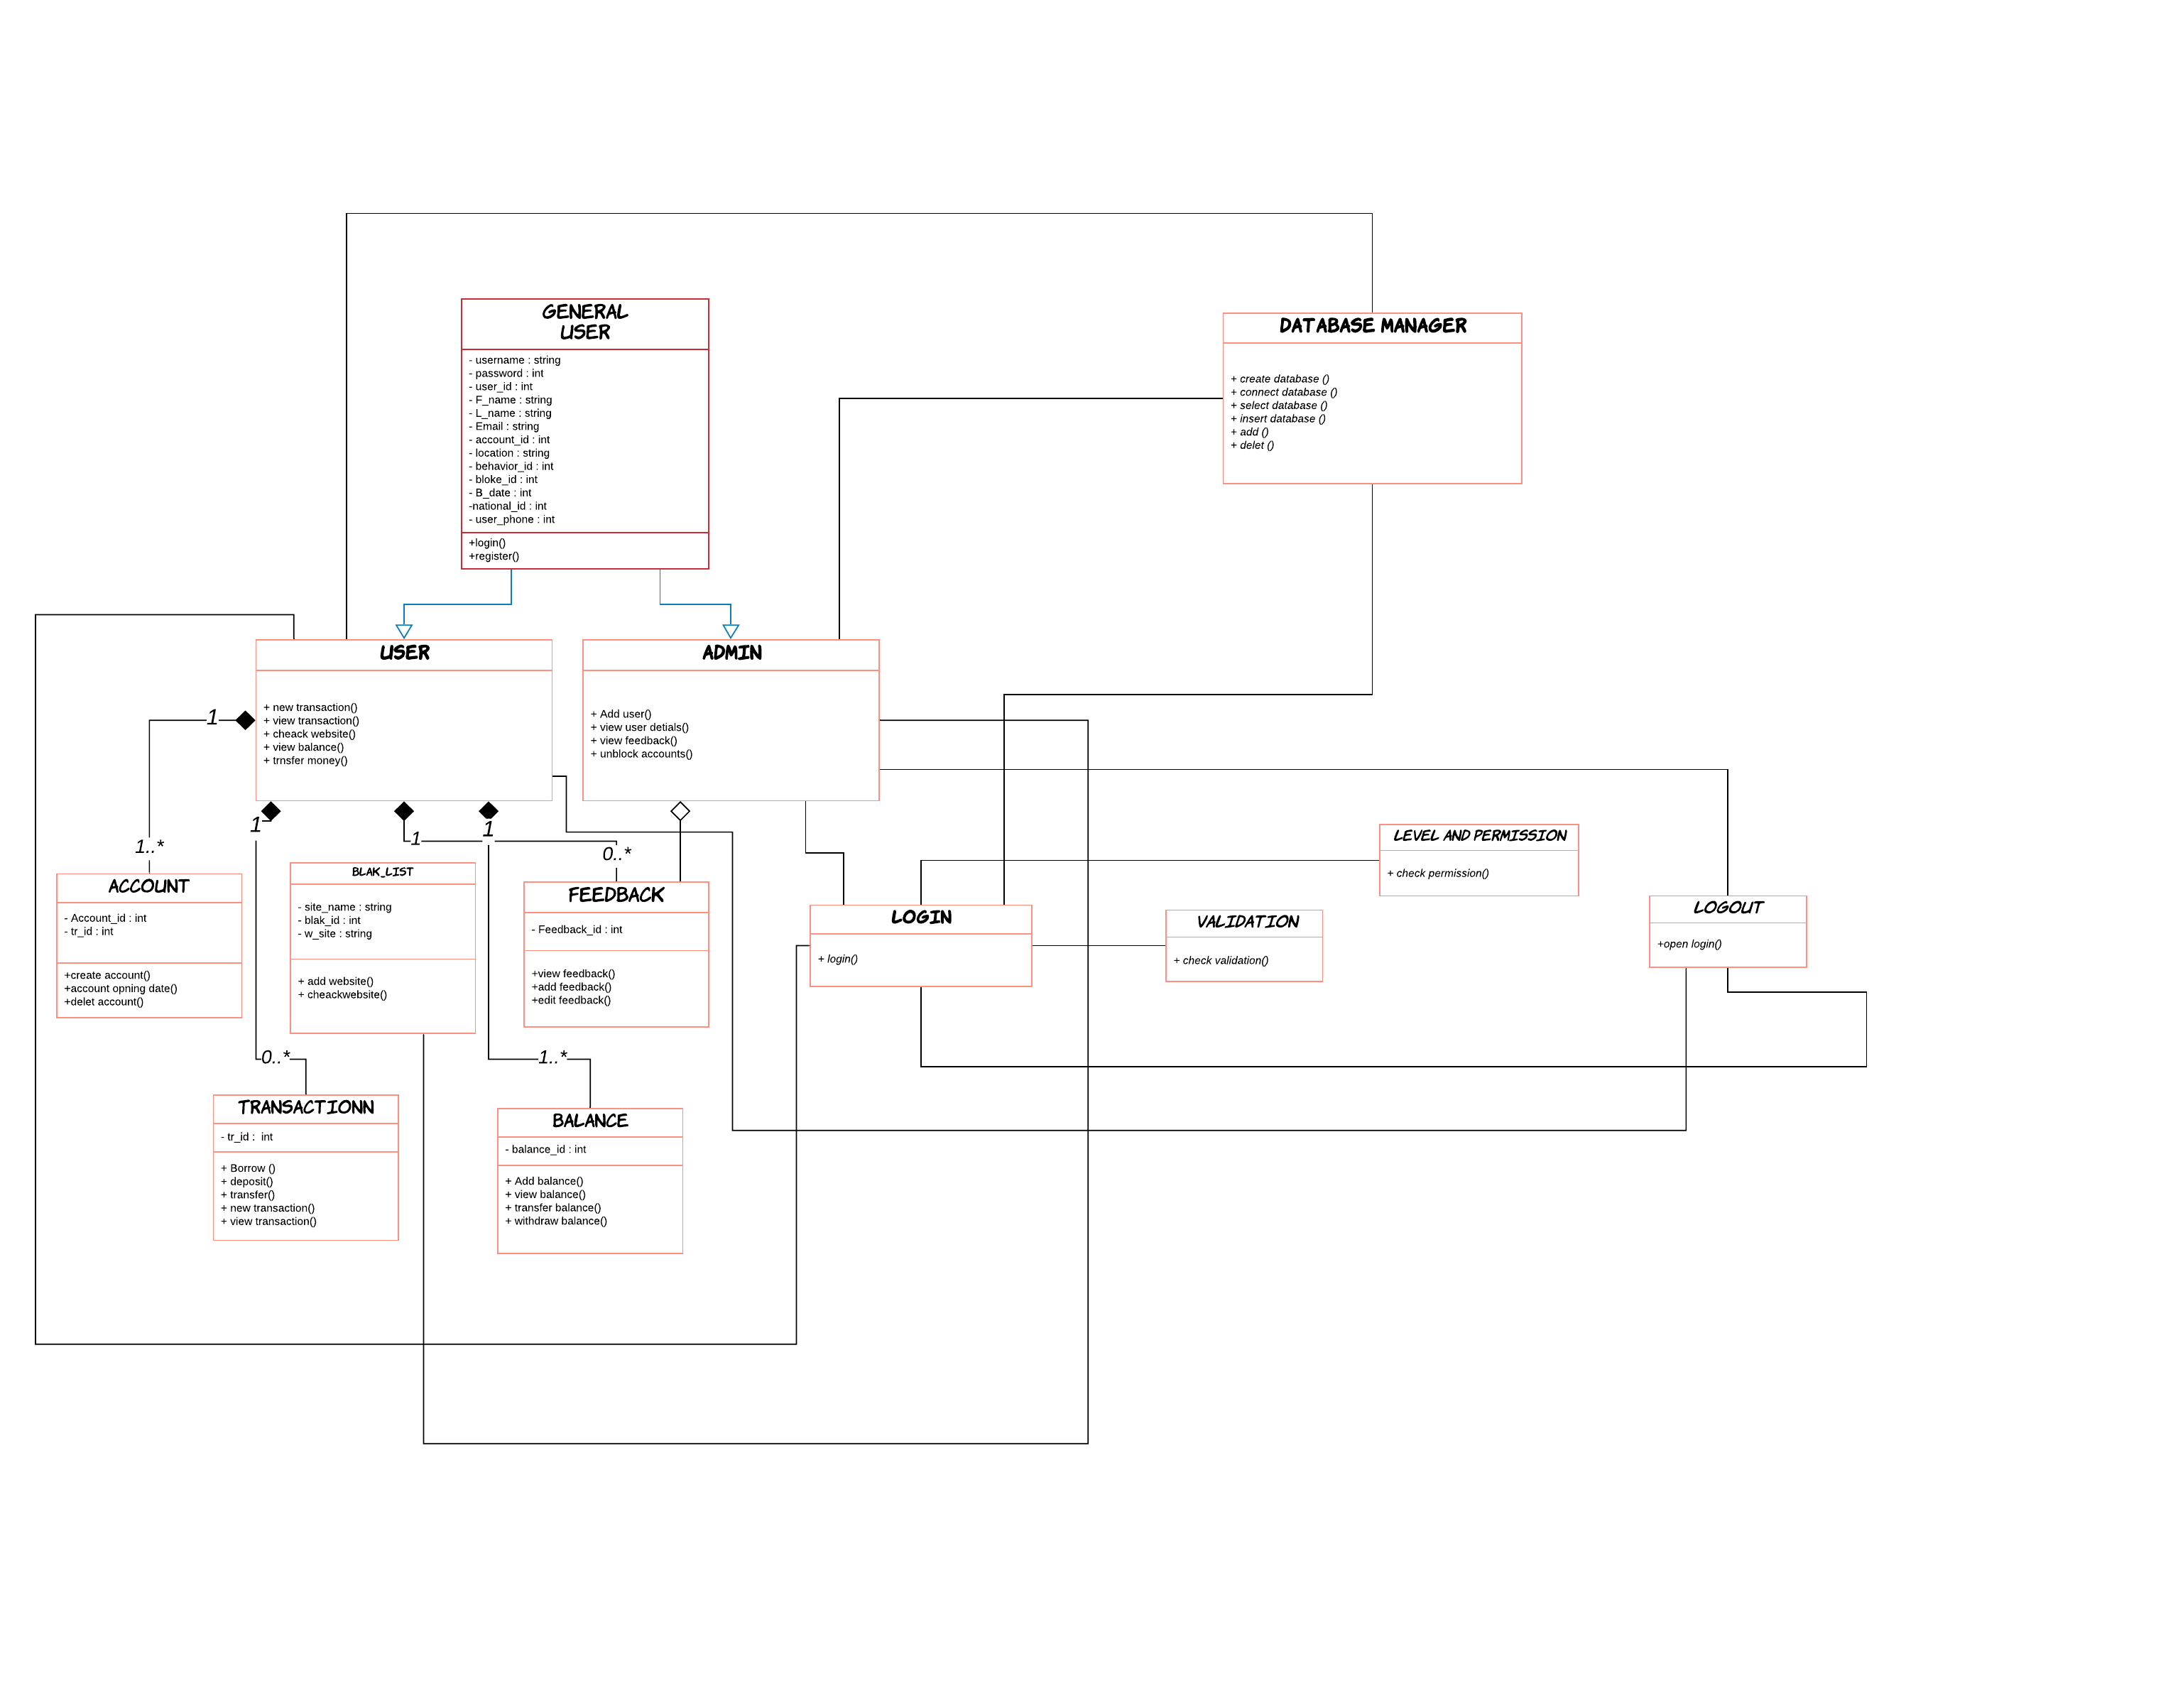 GENERAL
USER
- username : string
- password : int
- user_id : int
- F_name : string
- L_name : string
- Email : string
- account_id : int
- location : string
- behavior_id : int
- bloke_id : int
- B_date : int
-national_id : int
- user_phone : int
+login()
+register()
DATABASE MANAGER
+ create database ()
+ connect database ()
+ select database ()
+ insert database ()
+ add ()
+ delet ()
USER
+ new transaction()
+ view transaction()
+ cheack website()
+ view balance()
+ trnsfer money()
ADMIN
+ Add user()
+ view user detials()
+ view feedback()
+ unblock accounts()
1
1
1
1
1..*
0..*
ACCOUNT
- Account_id : int
- tr_id : int
+create account()
+account opning date()
+delet account()
BLAK_LIST
- site_name : string
- blak_id : int
- w_site : string
+ add website()
+ cheackwebsite()
FEEDBACK
- Feedback_id : int
+view feedback()
+add feedback()
+edit feedback()
LOGIN
+ login()
VALIDATION
+ check validation()
LEVEL AND PERMISSION
+ check permission()
LOGOUT
+open login()
0..*
1..*
TRANSACTIONN
- tr_id :  int
+ Borrow ()
+ deposit()
+ transfer()
+ new transaction()
+ view transaction()
BALANCE
- balance_id : int
+ Add balance()
+ view balance()
+ transfer balance()
+ withdraw balance()